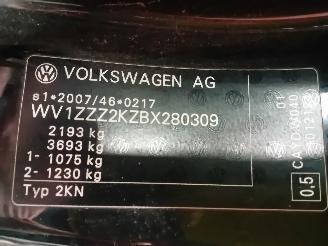 VOLKSWAGEN AG
e1*2007/46*0217
WV1ZZZ2KZBX280309
2193 kg
3693 kg
1- 1075 kg
2- 1230 kg
Typ 2KN
0,5